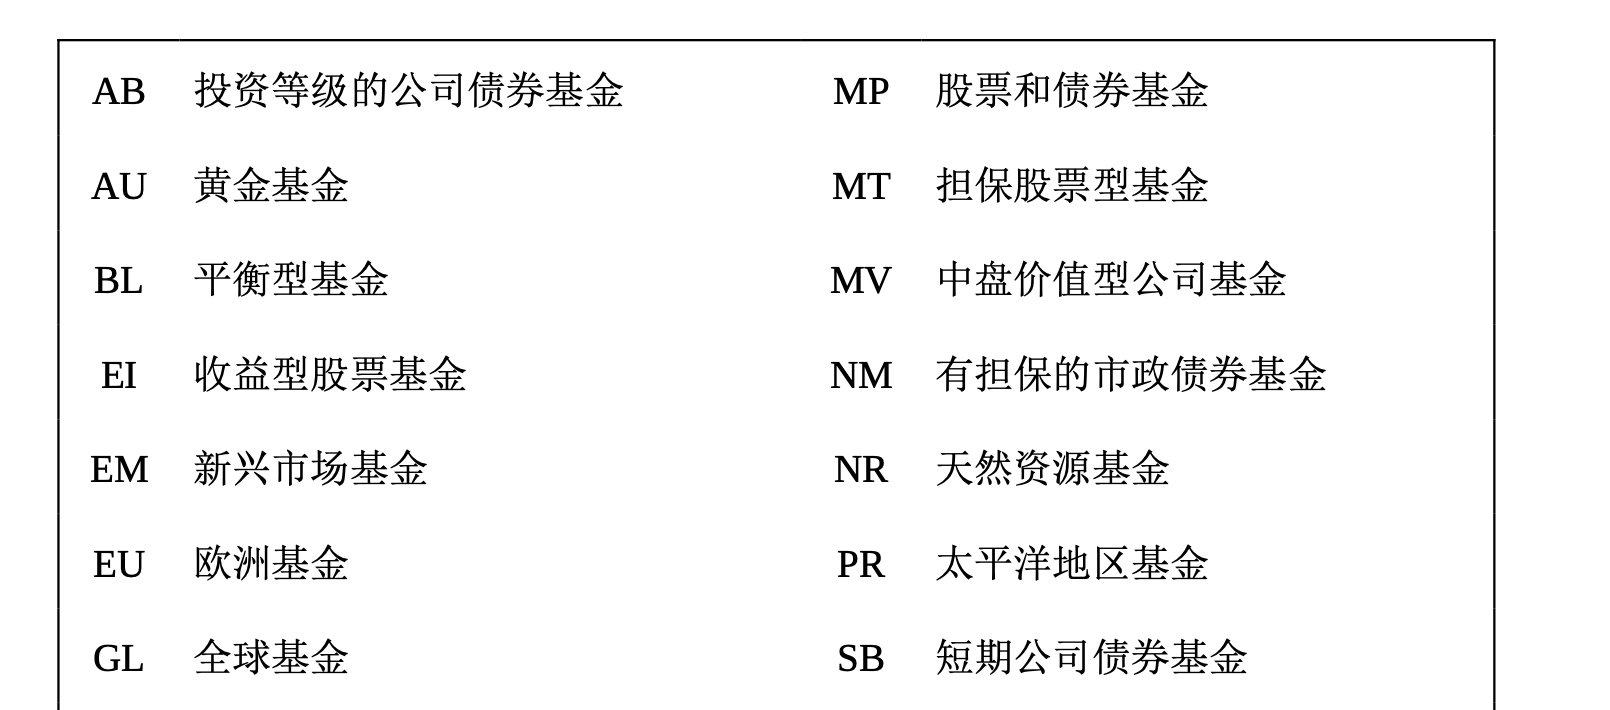 AB 投资等级的公司债券基金 MP 股票和债券基金
AU 黄金基金 MT 担保股票型基金
BL 平衡型基金 MV 中盘价值型公司基金
EI 收益型股票基金 NM 有担保的市政债券基金
EM 新兴市场基金 NR 天然资源基金
EU 欧洲基金 PR 太平洋地区基金
GL 全球基金 SB 短期公司债券基金